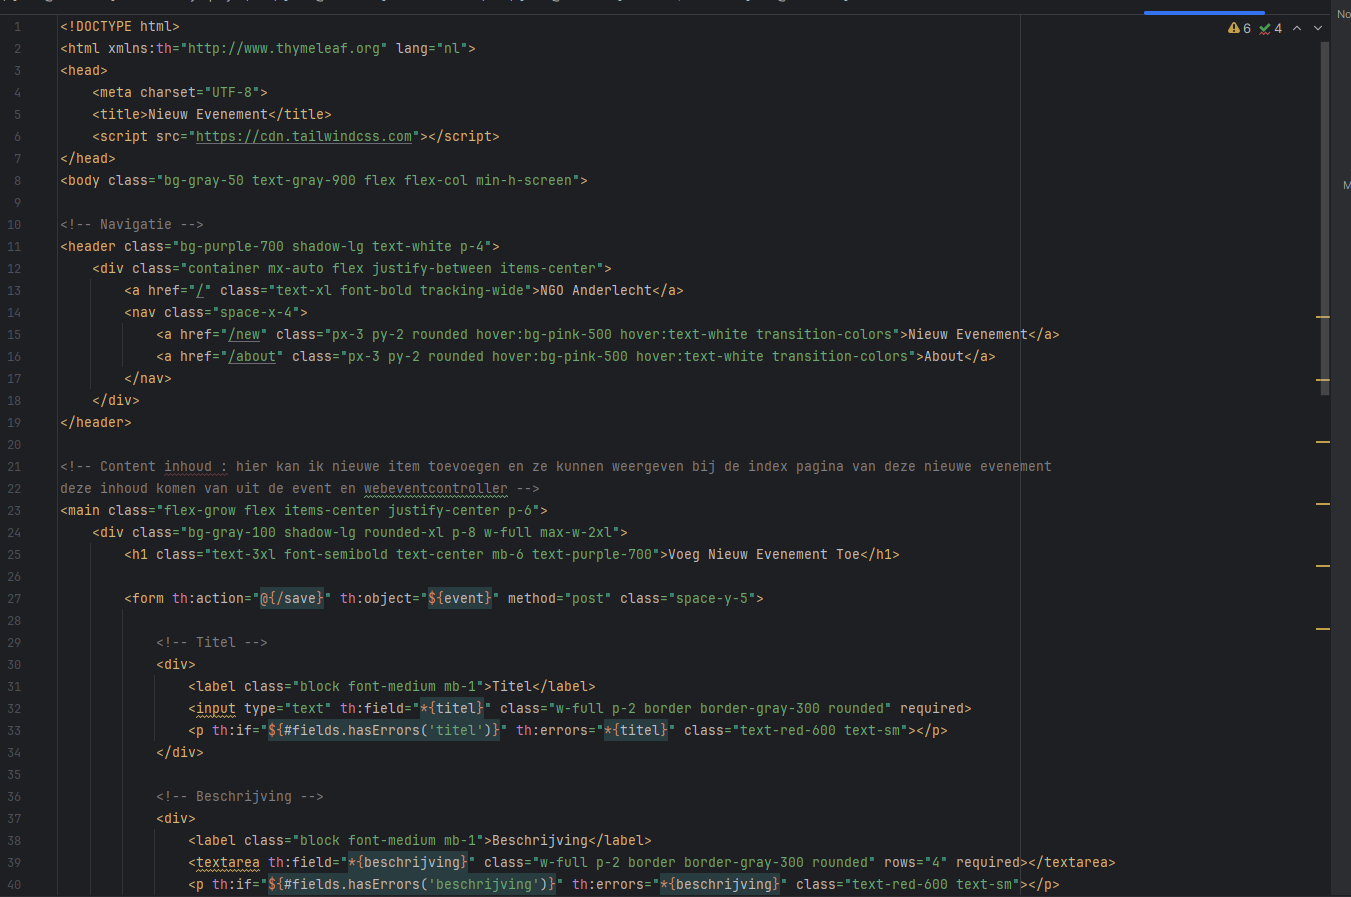 6 4
No
1 <!DOCTYPE html>
2 <html xmlns:th="http://www.thymeleaf.org" lang="nl">
3 <head>
4 <meta charset="UTF-8">
5 <title>Nieuw Evenement</title>
6 <script src="https://cdn.tailwindcss.com"></script>
7 </head>
8 <body class="bg-gray-50 text-gray-900 flex flex-col min-h-screen">
9
10 <!-- Navigatie -->
11 <header class="bg-purple-700 shadow-lg text-white p-4">
12 <div class="container mx-auto flex justify-between items-center">
13 <a href="/" class="text-xl font-bold tracking-wide">NGO Anderlecht</a>
14 <nav class="space-x-4">
15 <a href="/new" class="px-3 py-2 rounded hover:bg-pink-500 hover:text-white transition-colors">Nieuw Evenement</a>
16 <a href="/about" class="px-3 py-2 rounded hover:bg-pink-500 hover:text-white transition-colors">About</a>
17 </nav>
18 </div>
19 </header>
20
21 <!-- Content inhoud : hier kan ik nieuwe item toevoegen en ze kunnen weergeven bij de index pagina van deze nieuwe evenement
22 deze inhoud komen van uit de event en webeventcontroller -->
23 <main class="flex-grow flex items-center justify-center p-6">
24 <div class="bg-gray-100 shadow-lg rounded-xl p-8 w-full max-w-2xl">
25 <h1 class="text-3xl font-semibold text-center mb-6 text-purple-700">Voeg Nieuw Evenement Toe</h1>
26
27 <form th:action="@{/save}" th:object="${event}" method="post" class="space-y-5">
28
29 <!-- Titel -->
30 <div>
31 <label class="block font-medium mb-1">Titel</label>
32 <input type="text" th:field="*{titel}" class="w-full p-2 border border-gray-300 rounded" required>
33 <p th:if="${#fields.hasErrors('titel')}" th:errors="*{titel}" class="text-red-600 text-sm"></p>
34 </div>
35
36 <!-- Beschrijving -->
37 <div>
38 <label class="block font-medium mb-1">Beschrijving</label>
39 <textarea th:field="*{beschrijving}" class="w-full p-2 border border-gray-300 rounded" rows="4" required></textarea>
40 <p th:if="${#fields.hasErrors('beschrijving')}" th:errors="*{beschrijving}" class="text-red-600 text-sm"></p>